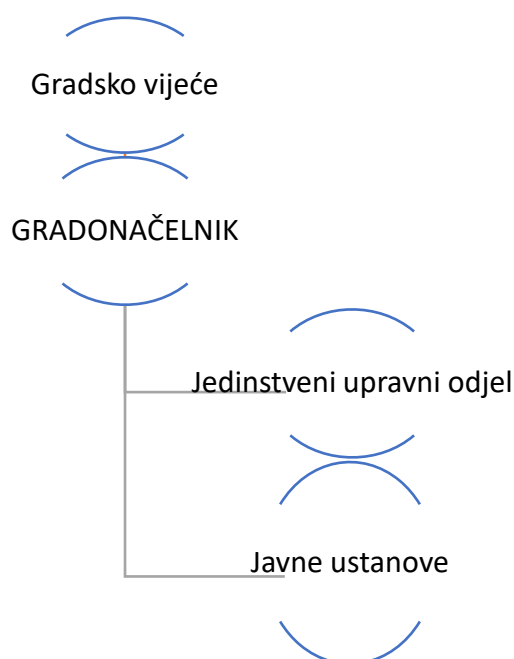 Gradsko vijeće
GRADONAČELNIK
Jedinstveni upravni odjel
Javne ustanove